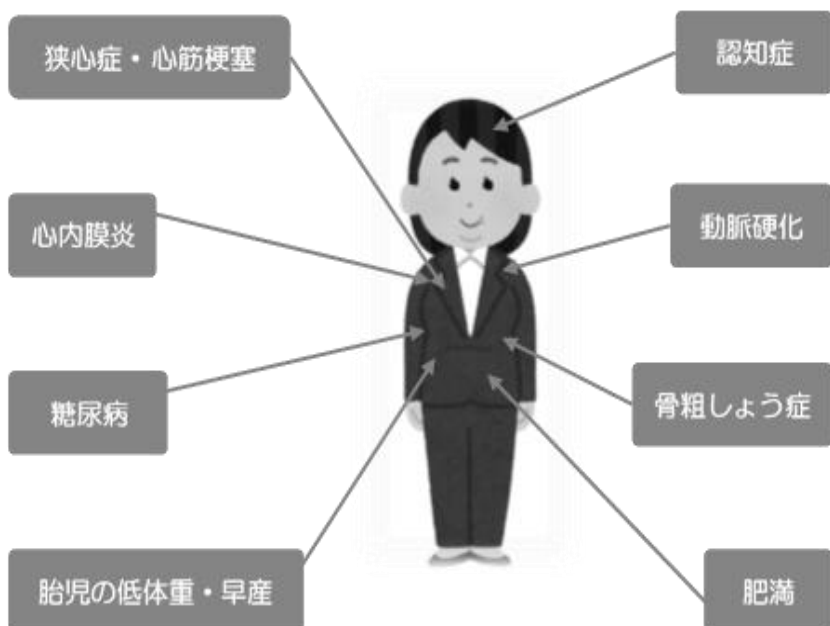 狭心症・心筋梗塞
認知症
心内膜炎
動脈硬化
糖尿病
骨粗しょう症
胎児の低体重・早産
肥満